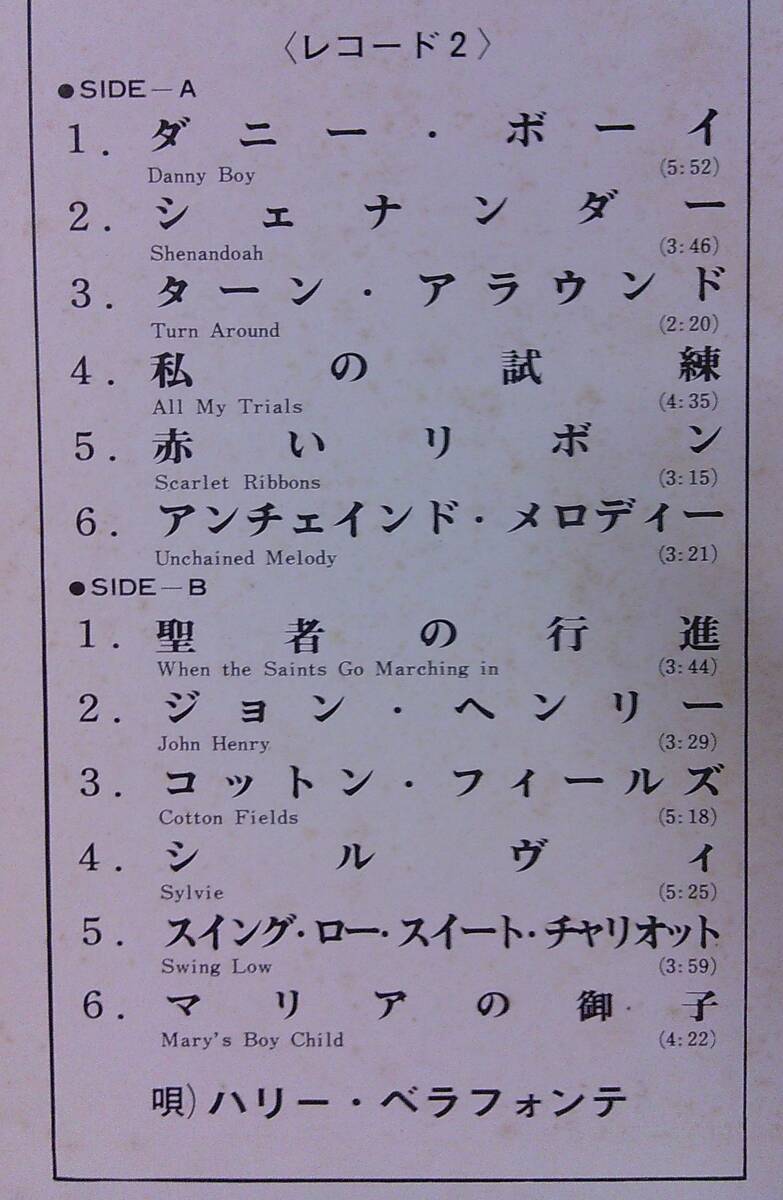 〈レコード2〉
●SIDE—A
1. ダニー・ボーイ
Danny Boy (5:52)
2. シェナンダー
Shenandoah (3:46)
3. ターン・アラウンド
Turn Around (2:20)
4. 私の試練
All My Trials (4:35)
5. 赤いリボン
Scarlet Ribbons (3:15)
6. アンチェインド・メロディー
Unchained Melody (3:21)
●SIDE—B
1. 聖者の行進
When the Saints Go Marching in (3:44)
2. ジョン・ヘンリー
John Henry (3:29)
3. コットン・フィールズ
Cotton Fields (5:18)
4. シルヴィ
Sylvie (5:25)
5. スイング・ロー・スイート・チャリオット
Swing Low (3:59)
6. マリアの御子
Mary's Boy Child (4:22)
唄)ハリー・ベラフォンテ